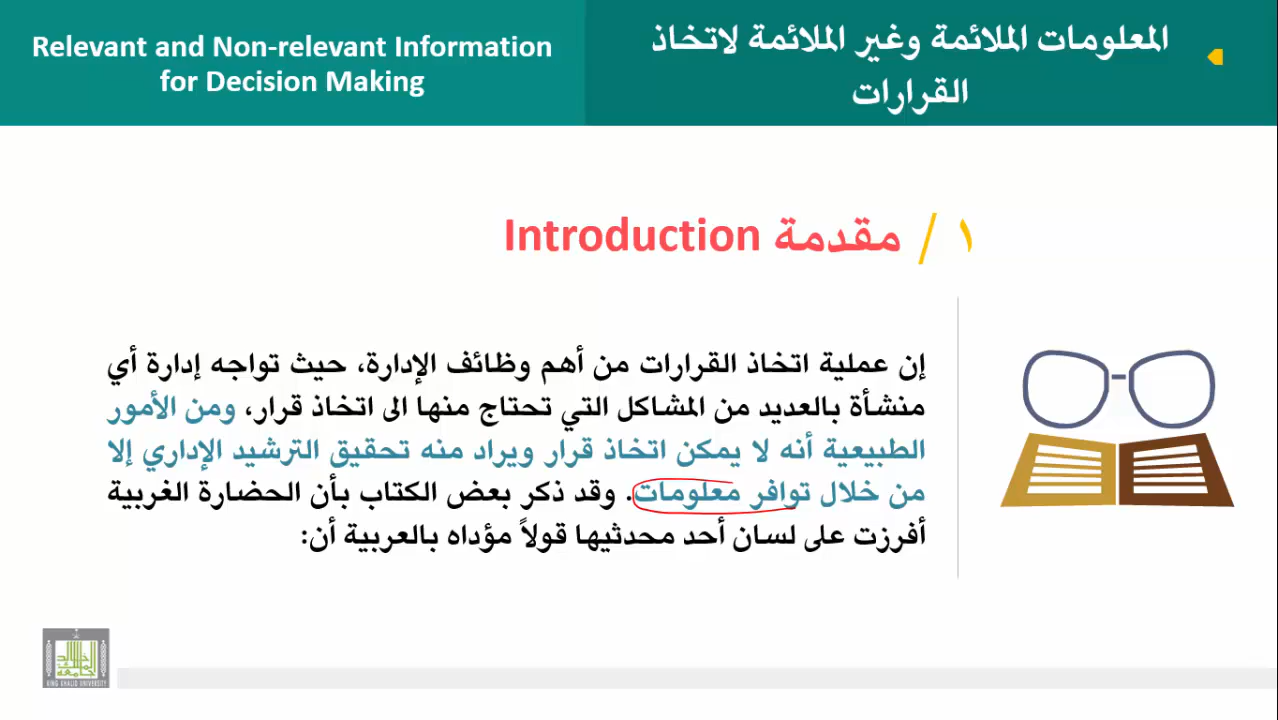 المعلومات الملائمة وغير الملائمة لاتخاذ
القرارات
Relevant and Non-relevant Information
for Decision Making
١ / مقدمة Introduction
إن عملية اتخاذ القرارات من أهم وظائف الإدارة، حيث تواجه إدارة أي
منشأة بالعديد من المشاكل التي تحتاج منها الى اتخاذ قرار، ومن الأمور
الطبيعية أنه لا يمكن اتخاذ قرار ويراد منه تحقيق الترشيد الإداري إلا
من خلال توافر معلومات. وقد ذكر بعض الكتاب بأن الحضارة الغربية
أفرزت على لسان أحد محدثيها قولاً مؤداه بالعربية أن:
KING KHALID UNIVERSITY